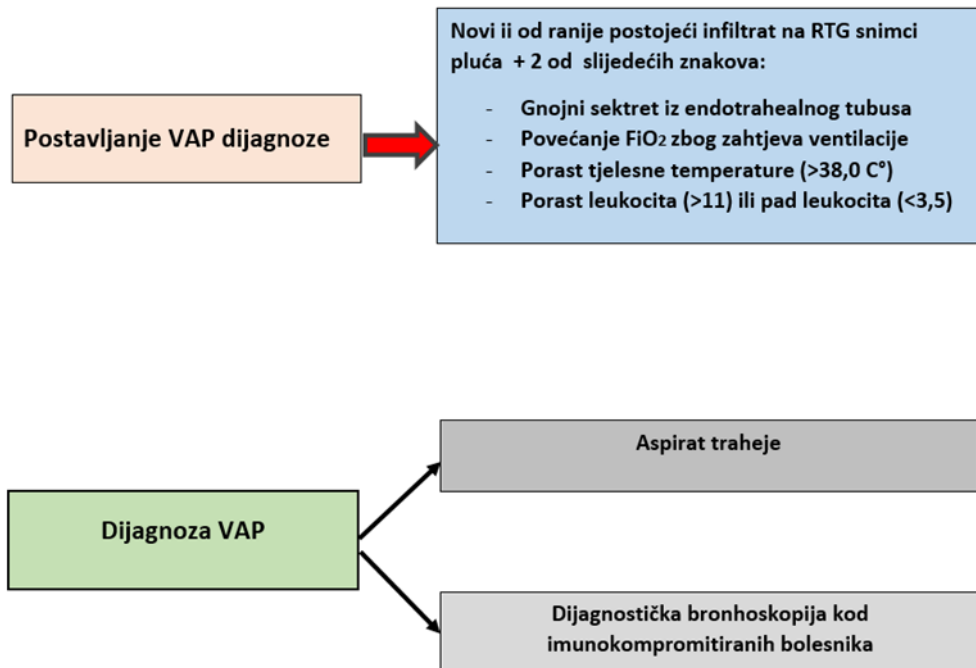 Novi ii od ranije postojeći infiltrat na RTG snimci
pluća + 2 od slijedećih znakova:
- Gnojni sektret iz endotrahealnog tubusa
- Povećanje FiO₂ zbog zahtjeva ventilacije
- Porast tjelesne temperature (>38,0 C°)
- Porast leukocita (>11) ili pad leukocita (<3,5)
Postavljanje VAP dijagnoze
Aspirat traheje
Dijagnoza VAP
Dijagnostička bronhoskopija kod
imunokompromitiranih bolesnika